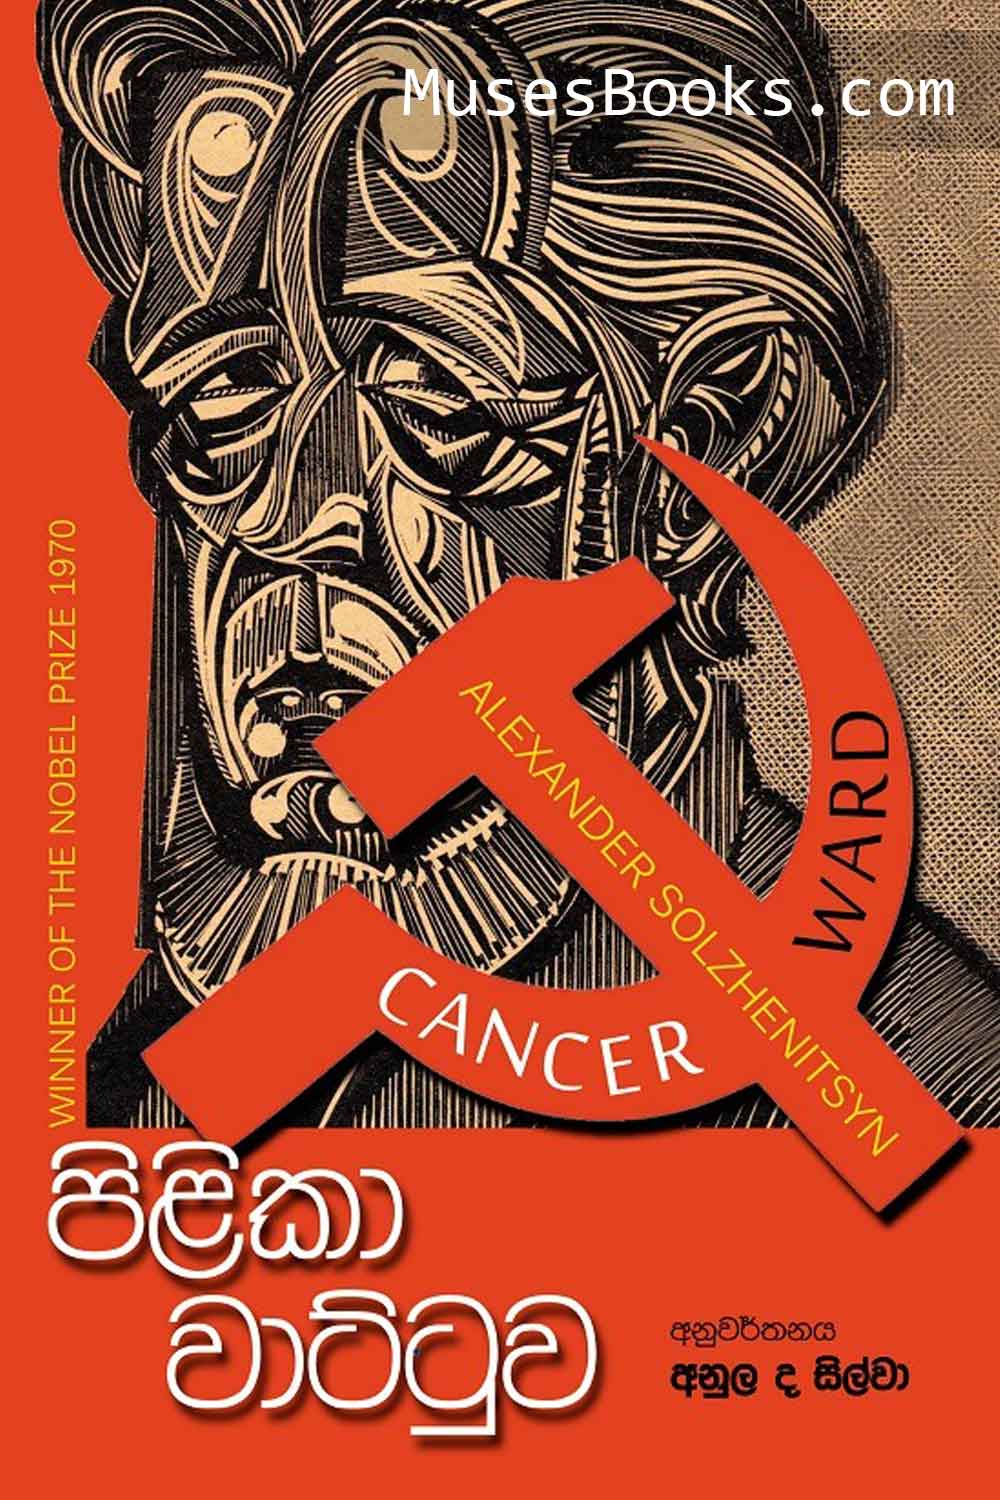 MusesBooks.com
WINNER OF THE NOBEL PRIZE 1970
ALEXANDER SOLZHENITSYN
CANCER WARD
පිළිකා
වාට්ටුව
අනුවර්තනය
අනුල ද සිල්වා